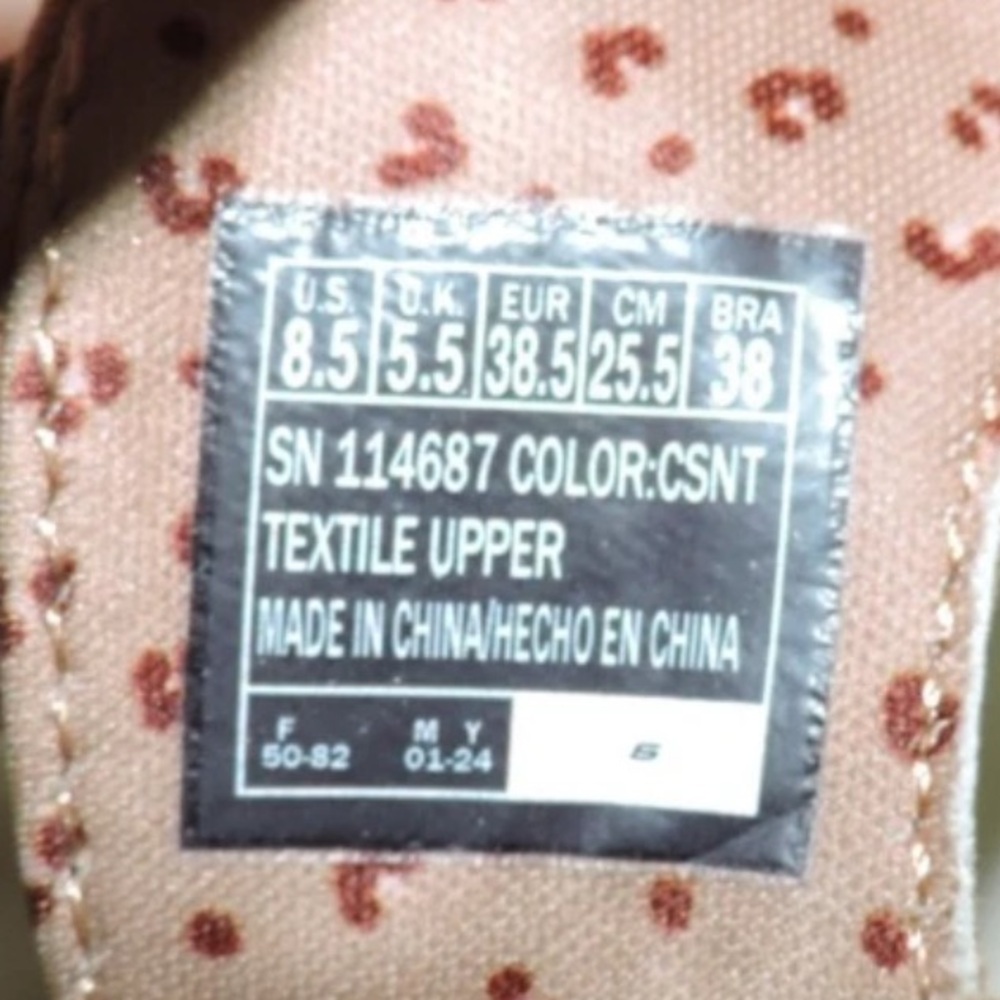 U.S. U.K. EUR CM BRA
8.5 5.5 38.5 25.5 38
SN 114687 COLOR:CSNT
TEXTILE UPPER
MADE IN CHINA/HECHO EN CHINA
F M Y
50-82 01-24